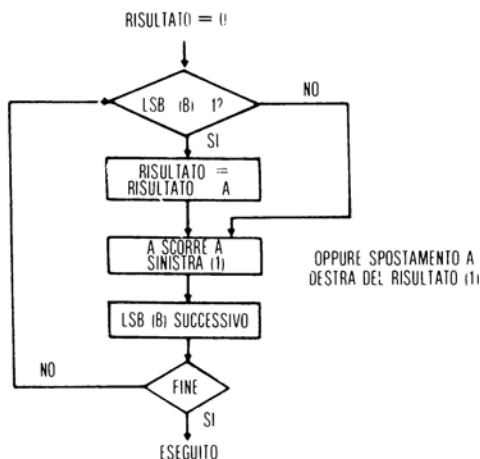 RISULTATO = 0
LSB (B) 1?
NO
SI
RISULTATO =
RISULTATO A
A SCORRE A
SINISTRA (1)
OPPURE SPOSTAMENTO A
DESTRA DEL RISULTATO (1)
LSB (B) SUCCESSIVO
NO
FINE
SI
ESEGUITO